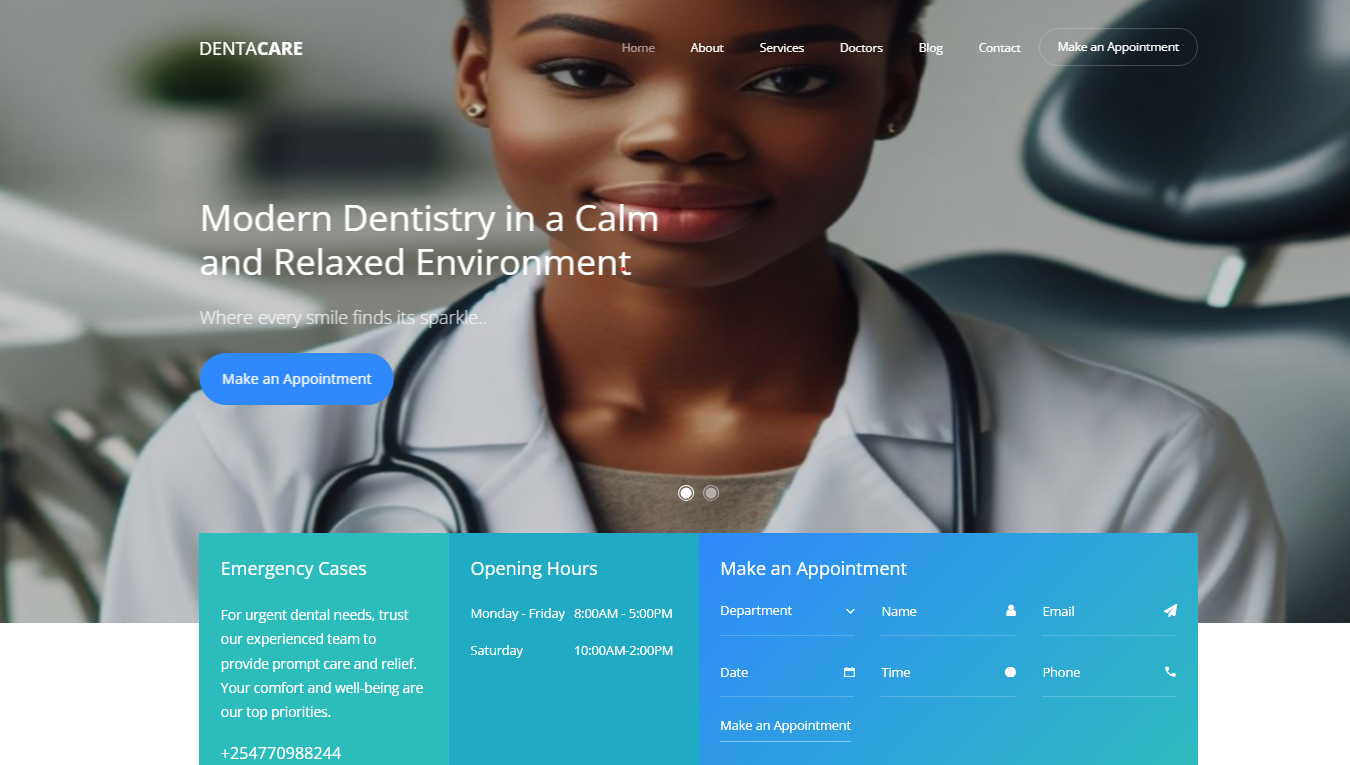 DENTACARE
Home About Services Doctors Blog Contact Make an Appointment
Modern Dentistry in a Calm
and Relaxed Environment
Where every smile finds its sparkle..
Make an Appointment
Emergency Cases
For urgent dental needs, trust
our experienced team to
provide prompt care and relief.
Your comfort and well-being are
our top priorities.
+254770988244
Opening Hours
Monday - Friday 8:00AM - 5:00PM
Saturday 10:00AM-2:00PM
Make an Appointment
Department Name Email
Date Time Phone
Make an Appointment